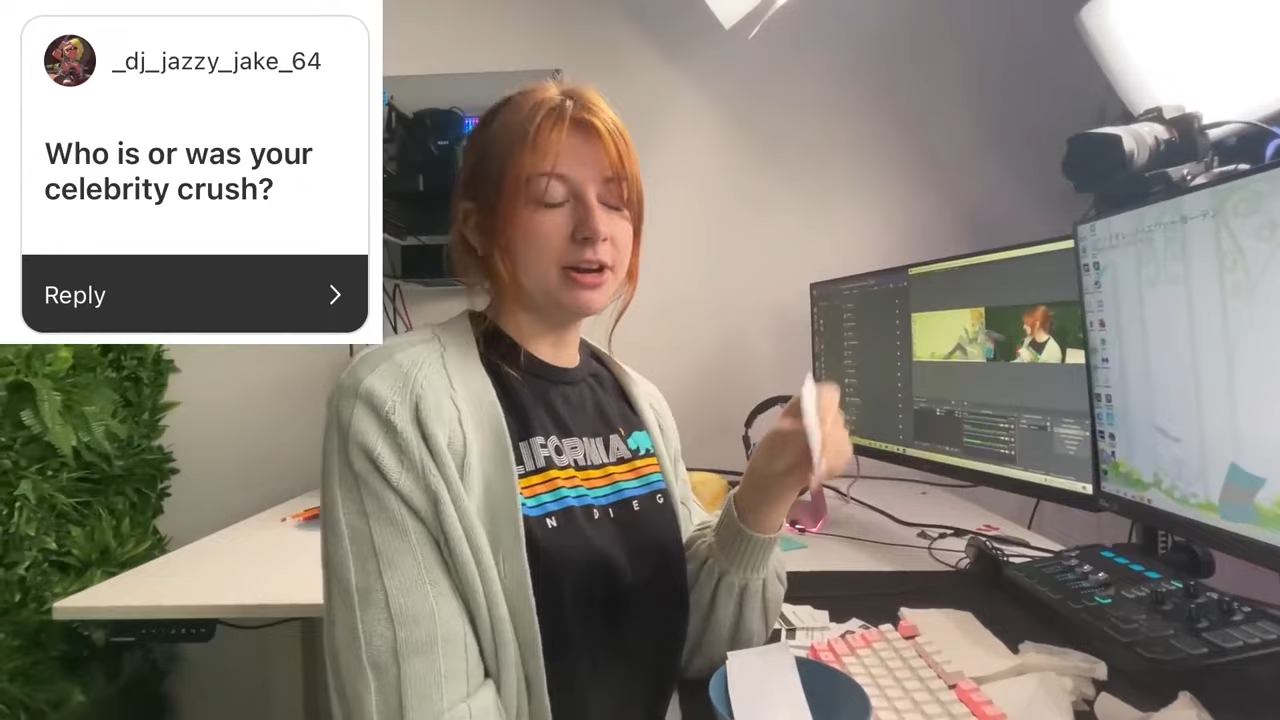 _dj_jazzy_jake_64
Who is or was your
celebrity crush?
Reply
LIFORNIA
N DIEG